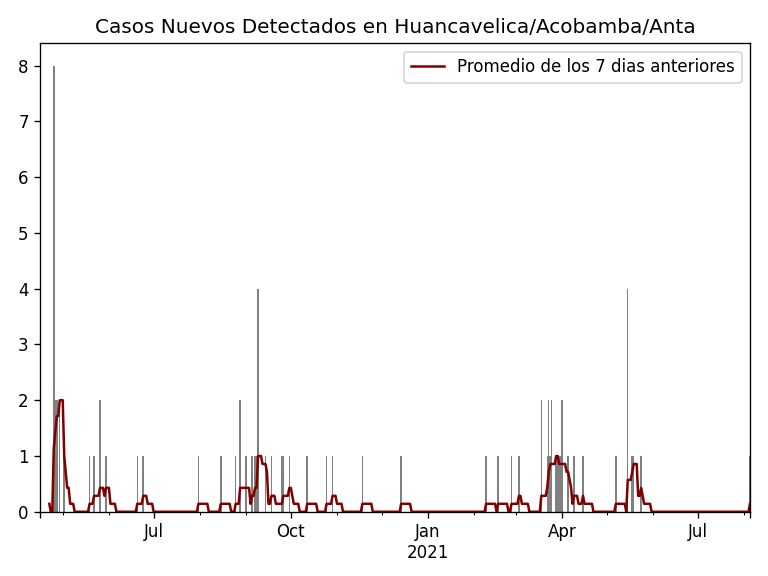 Casos Nuevos Detectados en Huancavelica/Acobamba/Anta
Promedio de los 7 dias anteriores
8
7
6
5
4
3
2
1
0
Jul
Oct
Jan
2021
Apr
Jul